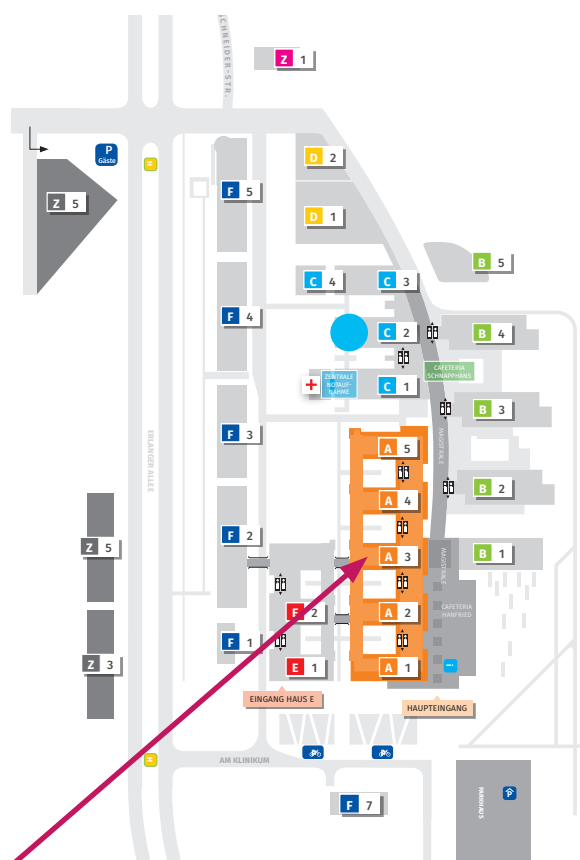 SCHNEIDER-STR.
Z 1
P
Gäste
H
D 2
Z 5
F 5
D 1
B 5
C 4
C 3
F 4
C 2
B 4
ZENTRALE
NOTAUF-
NAHME
C 1
CAFETERIA
SCHNAPPHANS
B 3
ERLANGER ALLEE
F 3
A 5
MAGISTRALE
A 4
B 2
F 2
Z 5
A 3
B 1
MAGISTRALE
2
A 2
CAFETERIA
HANFRIED
F 1
Z 3
E 1
A 1
EINGANG HAUS E
HAUPTEINGANG
H
AM KLINIKUM
F 7
PARKHAUS
P